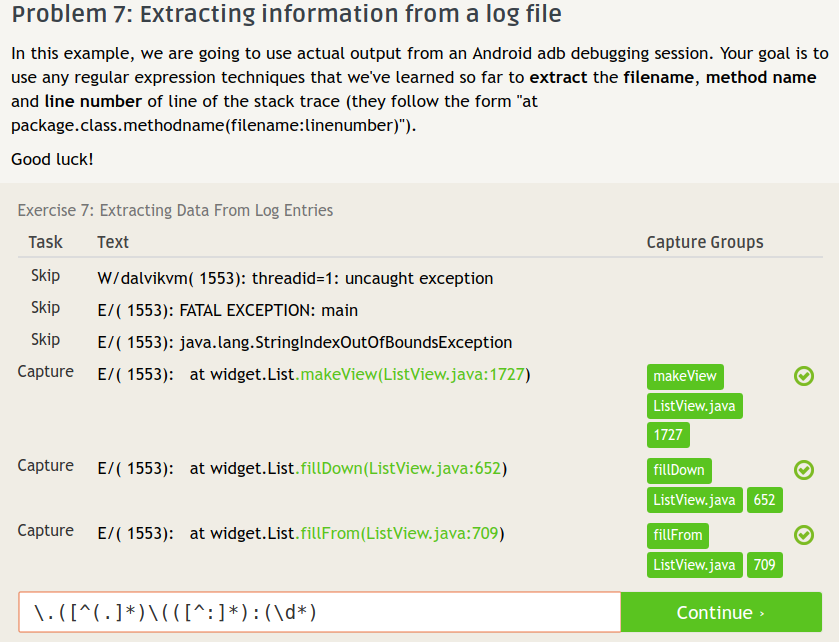 Problem 7: Extracting information from a log file
In this example, we are going to use actual output from an Android adb debugging session. Your goal is to
use any regular expression techniques that we've learned so far to extract the filename, method name
and line number of line of the stack trace (they follow the form "at
package.class.methodname(filename:linenumber)").
Good luck!
Exercise 7: Extracting Data From Log Entries
Task Text Capture Groups
Skip W/dalvikvm( 1553): threadid=1: uncaught exception
Skip E/( 1553): FATAL EXCEPTION: main
Skip E/( 1553): java.lang.StringIndexOutOfBoundsException
Capture E/( 1553):   at widget.List.makeView(ListView.java:1727) makeView
ListView.java
1727
Capture E/( 1553):   at widget.List.fillDown(ListView.java:652) fillDown
ListView.java 652
Capture E/( 1553):   at widget.List.fillFrom(ListView.java:709) fillFrom
ListView.java 709
\.([^(.]*)\(([^:]*):(\d*) Continue ›